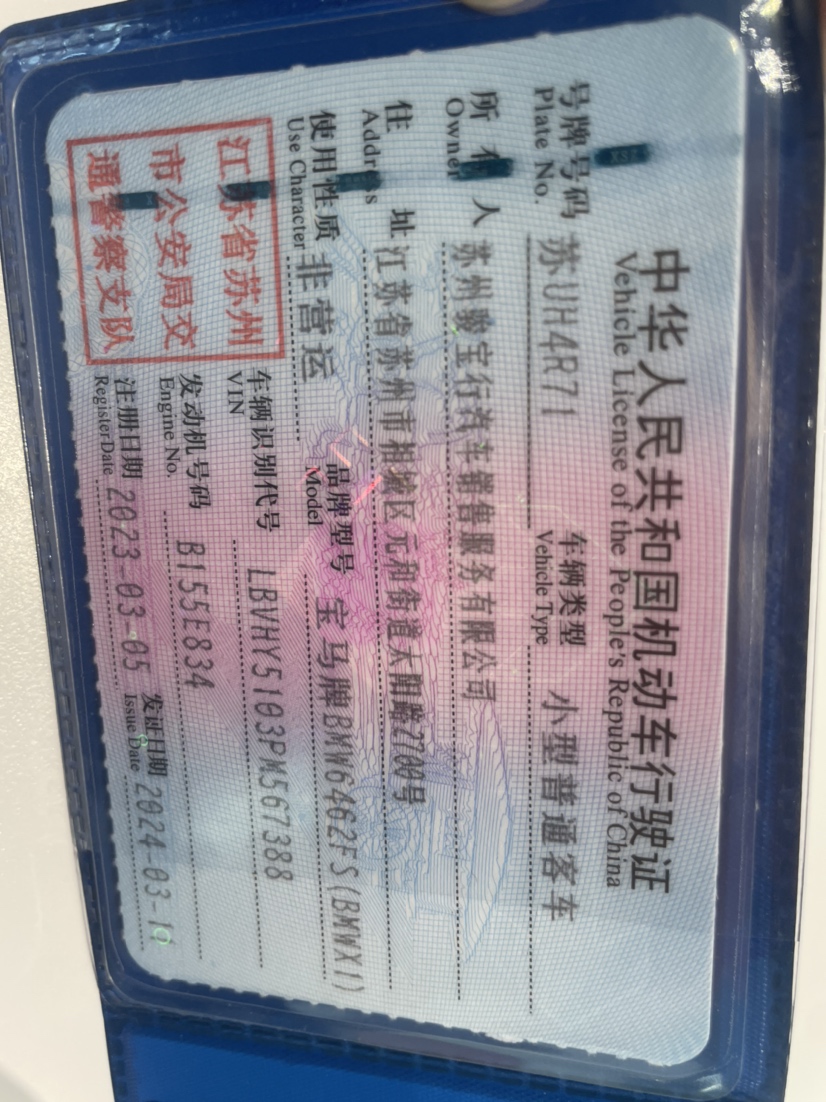 中华人民共和国机动车行驶证
Vehicle License of the People's Republic of China
号牌号码 苏UH4R71 车辆类型 小型普通客车
Plate No. Vehicle Type
所有人 苏州骏宝行汽车销售服务有限公司
Owner
住址 江苏省苏州市相城区元和街道太阳路2700号
Address
使用性质 非营运 品牌型号 宝马牌BMW6462FS(BMWX1)
Use Character Model
江苏省苏州
市公安局交
通警察支队
车辆识别代号 LBVHY5103PM567388
VIN
发动机号码 B155E834
Engine No.
注册日期 2023-03-05 发证日期 2024-03-1
Register Date Issue Date